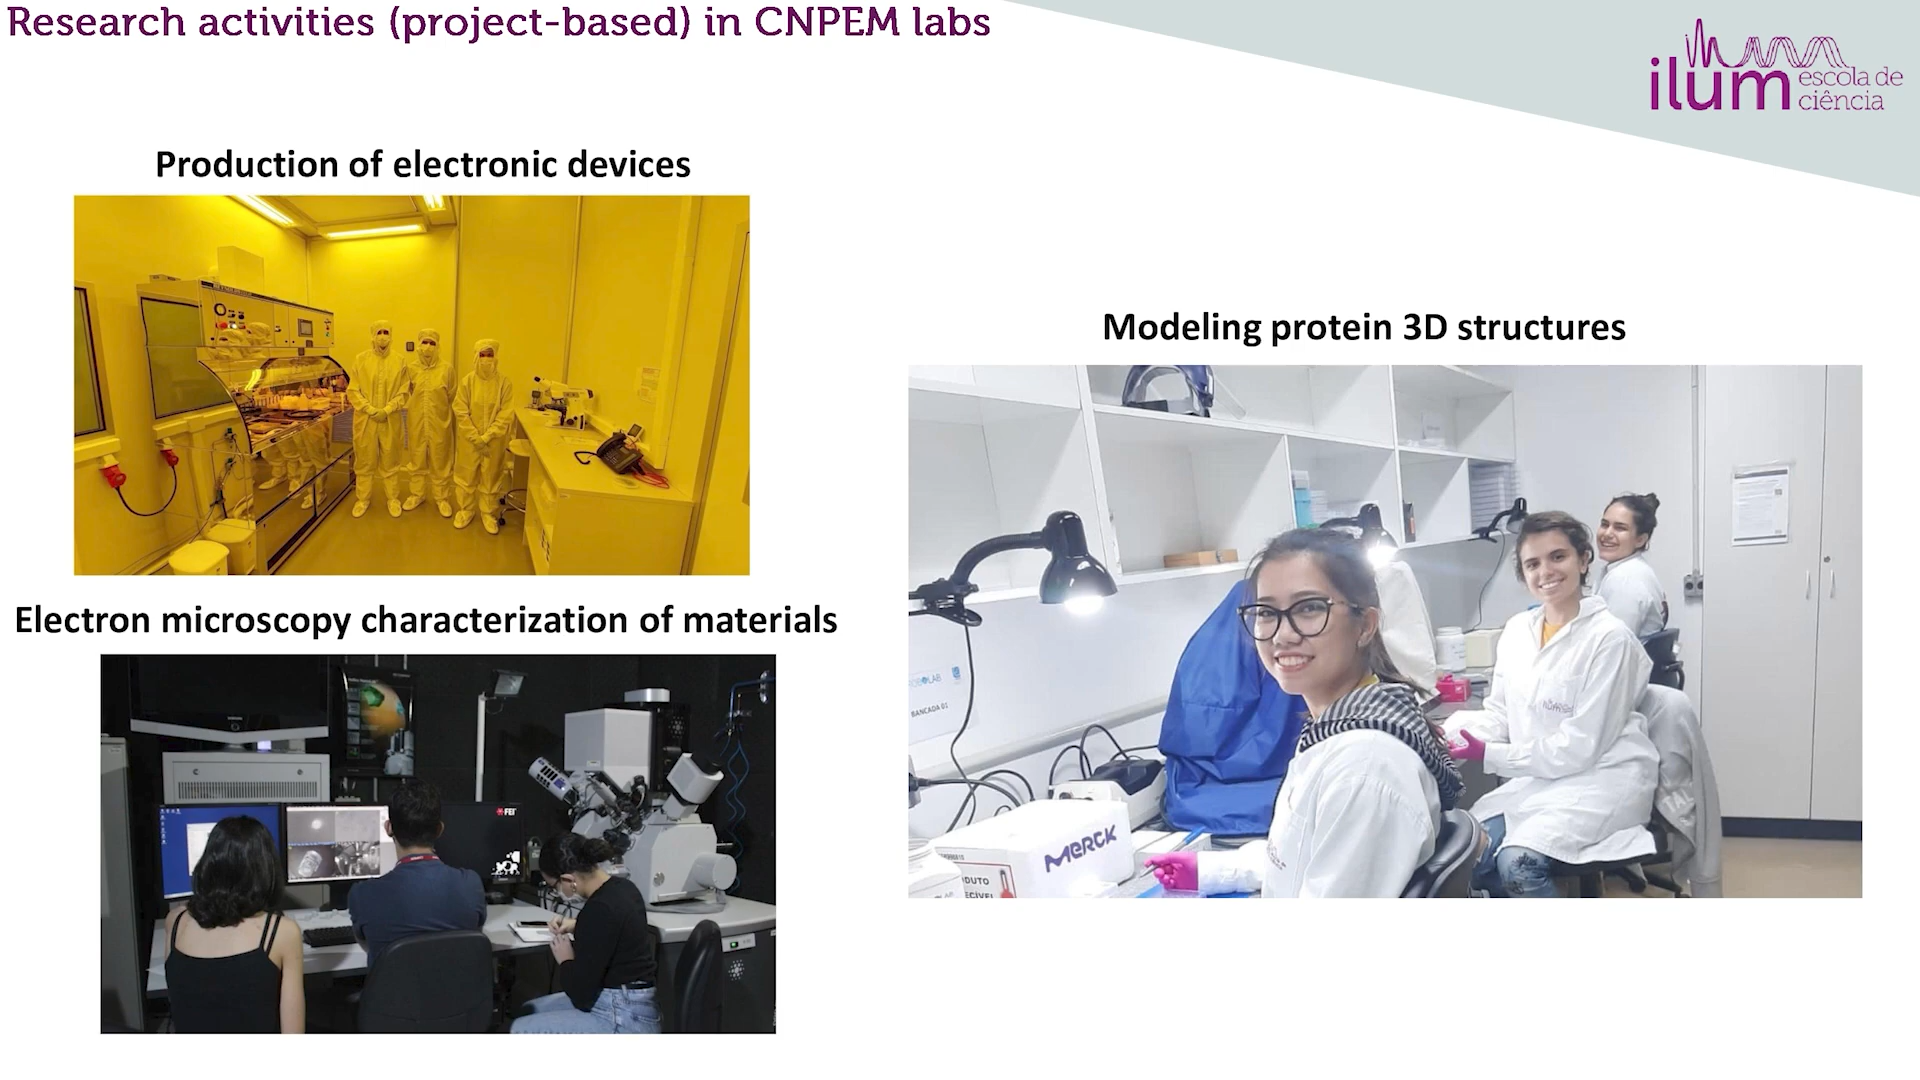 Research activities (project-based) in CNPEM labs
ilum escola de
ciência
Production of electronic devices
Modeling protein 3D structures
Electron microscopy characterization of materials
FEI
BANCADA 01
MERCK